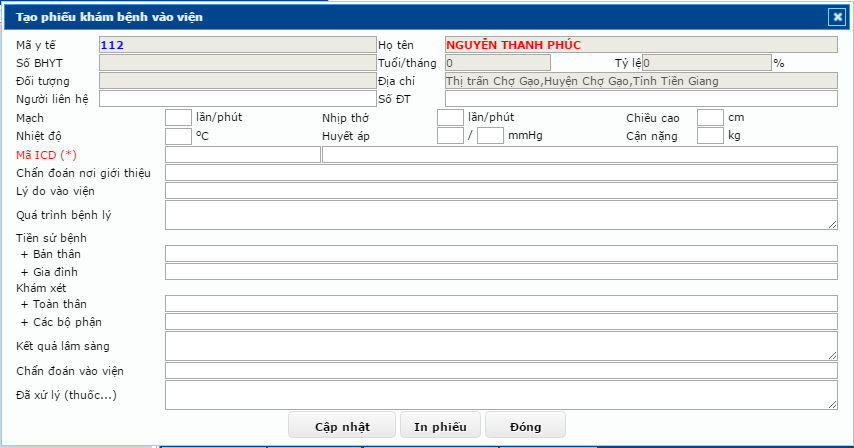 Tạo phiếu khám bệnh vào viện
Mã y tế 112 Họ tên NGUYỄN THANH PHÚC
Số BHYT Tuổi/tháng 0 Tỷ lệ 0 %
Đối tượng Địa chỉ Thị trấn Chợ Gạo,Huyện Chợ Gạo,Tỉnh Tiền Giang
Người liên hệ Số ĐT
Mạch lần/phút Nhịp thở lần/phút Chiều cao cm
Nhiệt độ ºC Huyết áp / mmHg Cận nặng kg
Mã ICD (*)
Chẩn đoán nơi giới thiệu
Lý do vào viện
Quá trình bệnh lý
Tiền sử bệnh
+ Bản thân
+ Gia đình
Khám xét
+ Toàn thân
+ Các bộ phận
Kết quả lâm sàng
Chẩn đoán vào viện
Đã xử lý (thuốc...)
Cập nhật In phiếu Đóng